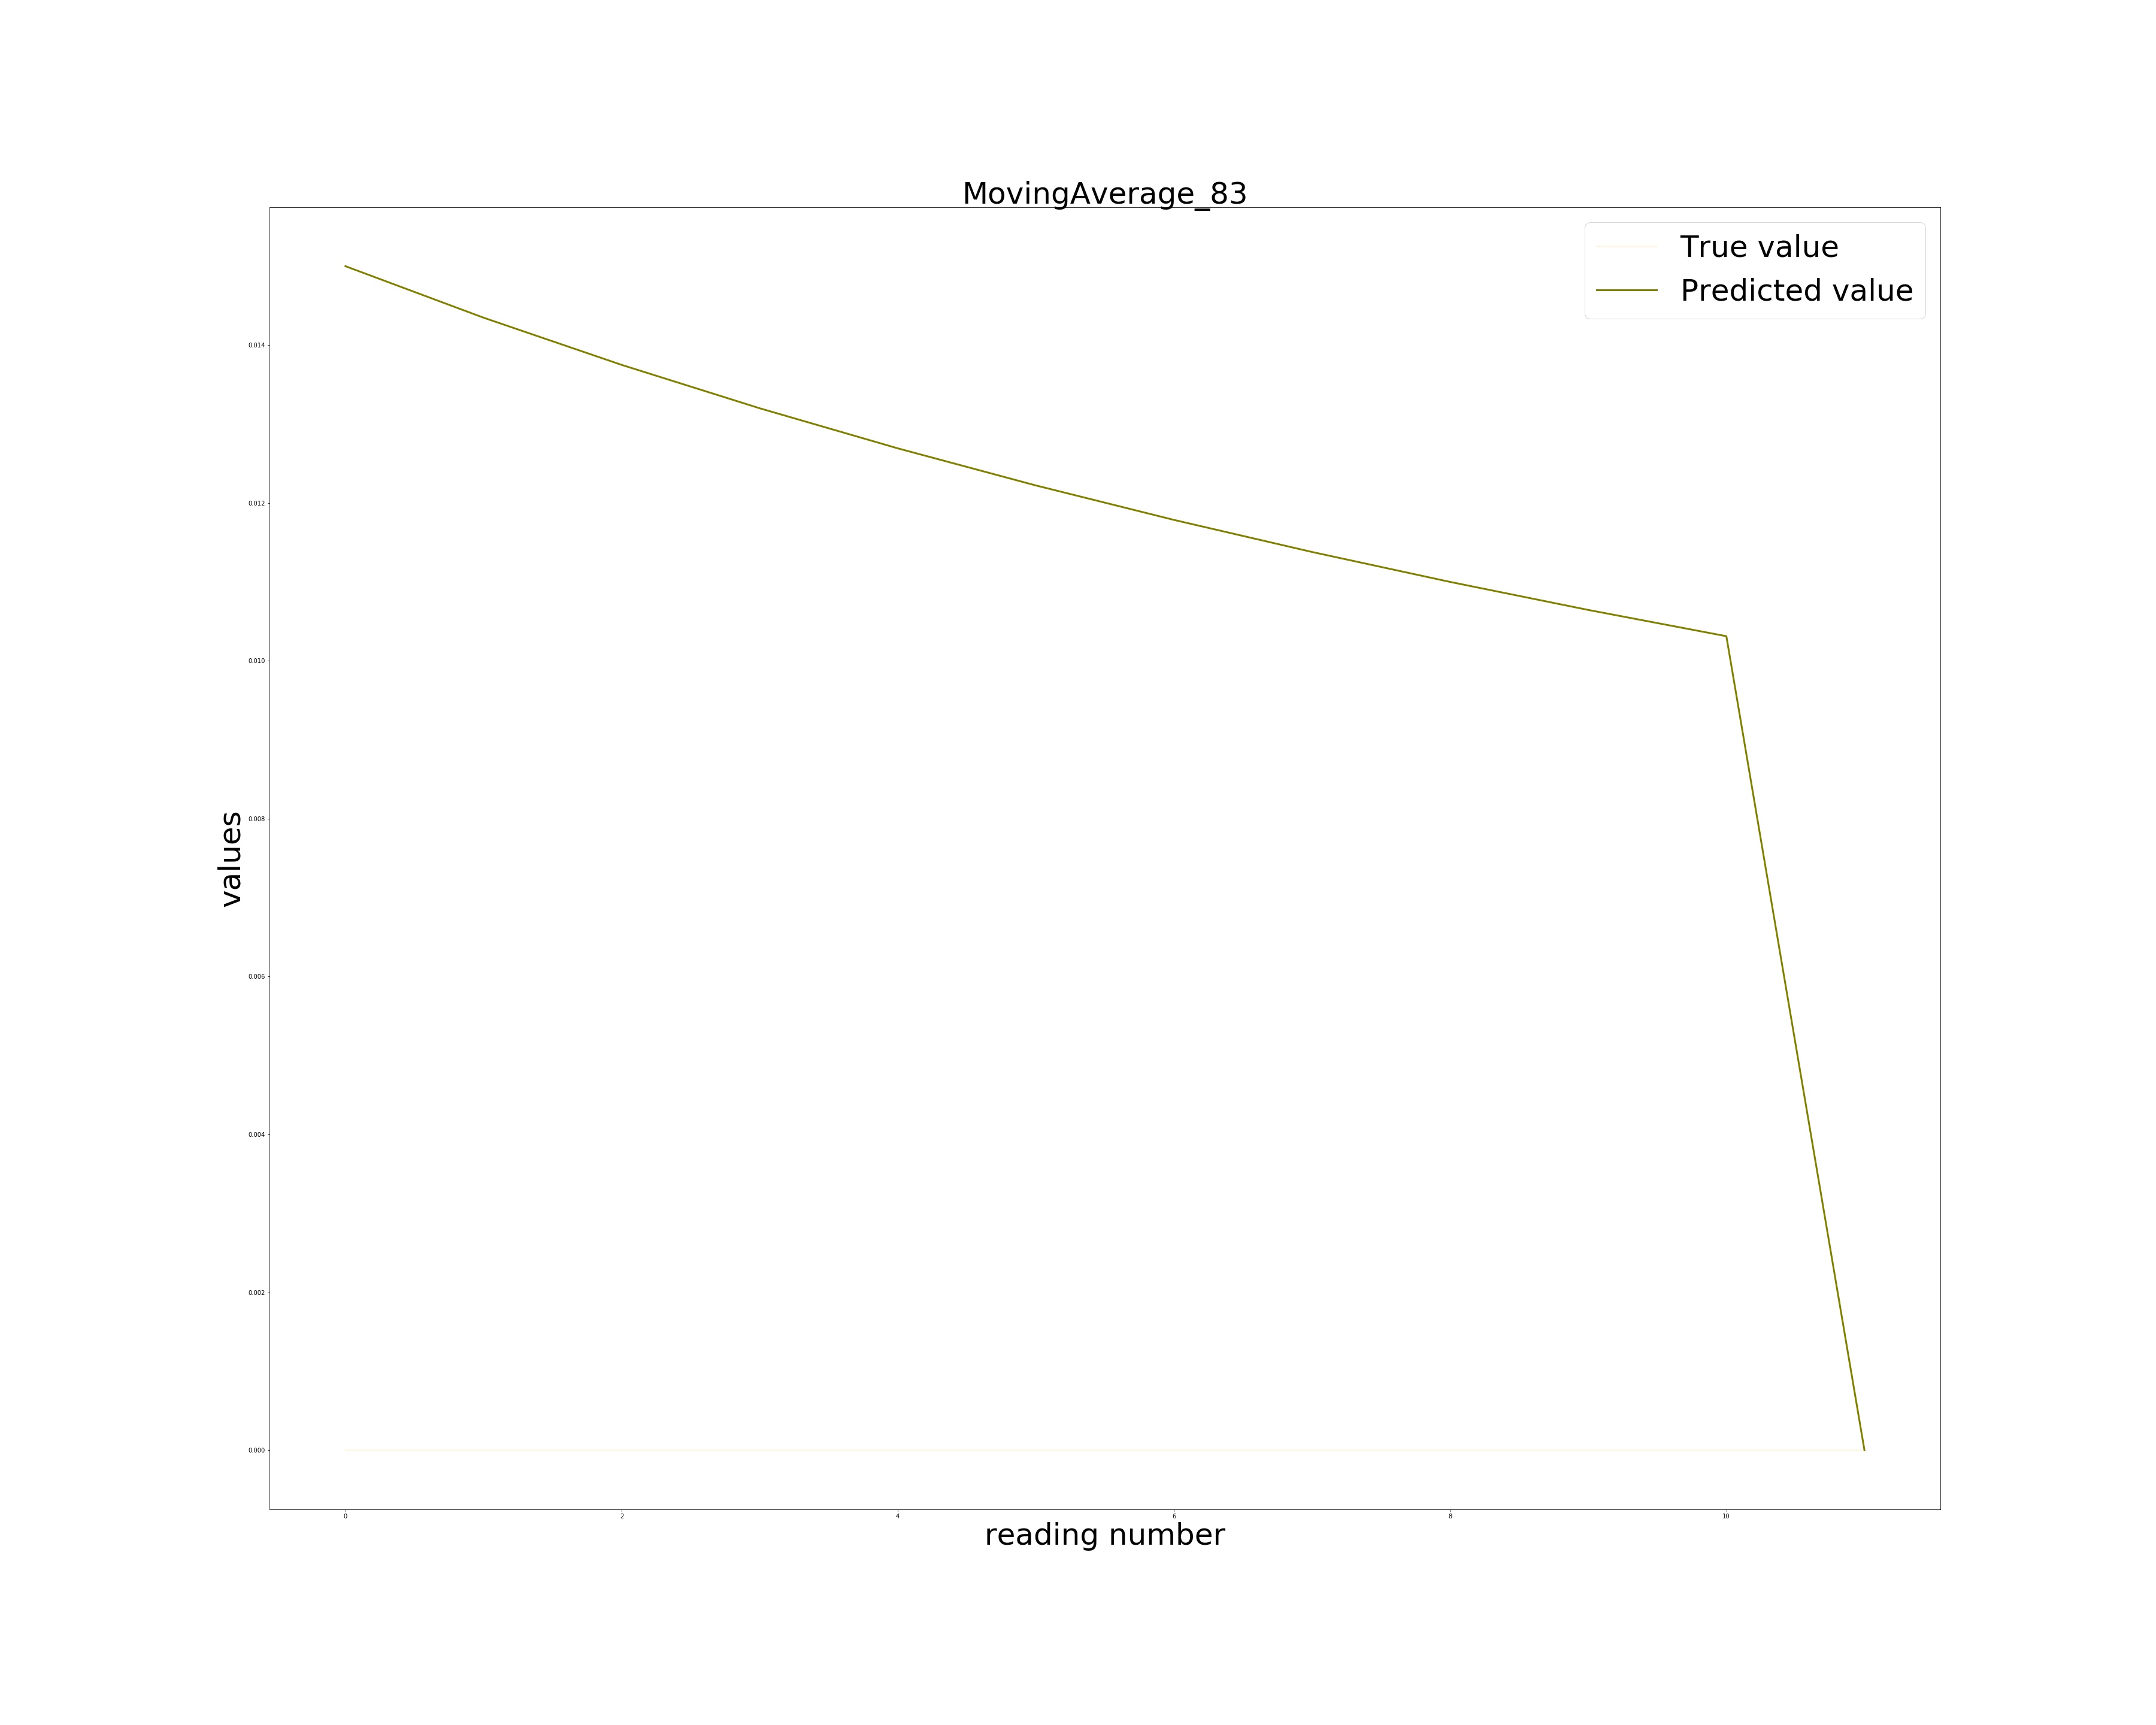 MovingAverage_83
True value
Predicted value
0.014
0.012
0.010
0.008
0.006
0.004
0.002
0.000
values
0 2 4 6 8 10
reading number